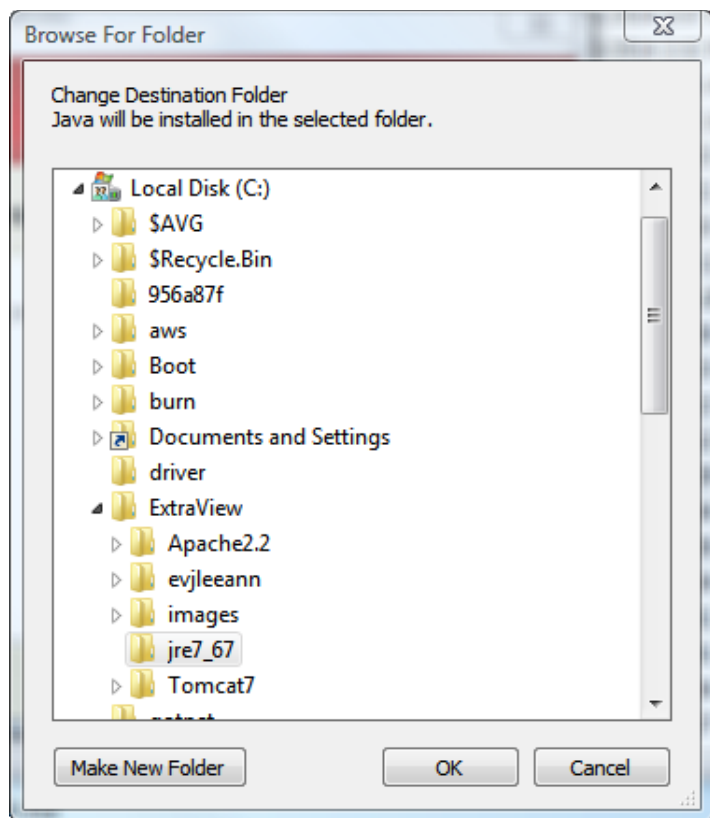 Browse For Folder
Change Destination Folder
Java will be installed in the selected folder.
Local Disk (C:)
$AVG
$Recycle.Bin
956a87f
aws
Boot
burn
Documents and Settings
driver
ExtraView
Apache2.2
evjleeann
images
jre7_67
Tomcat7
Make New Folder
OK
Cancel